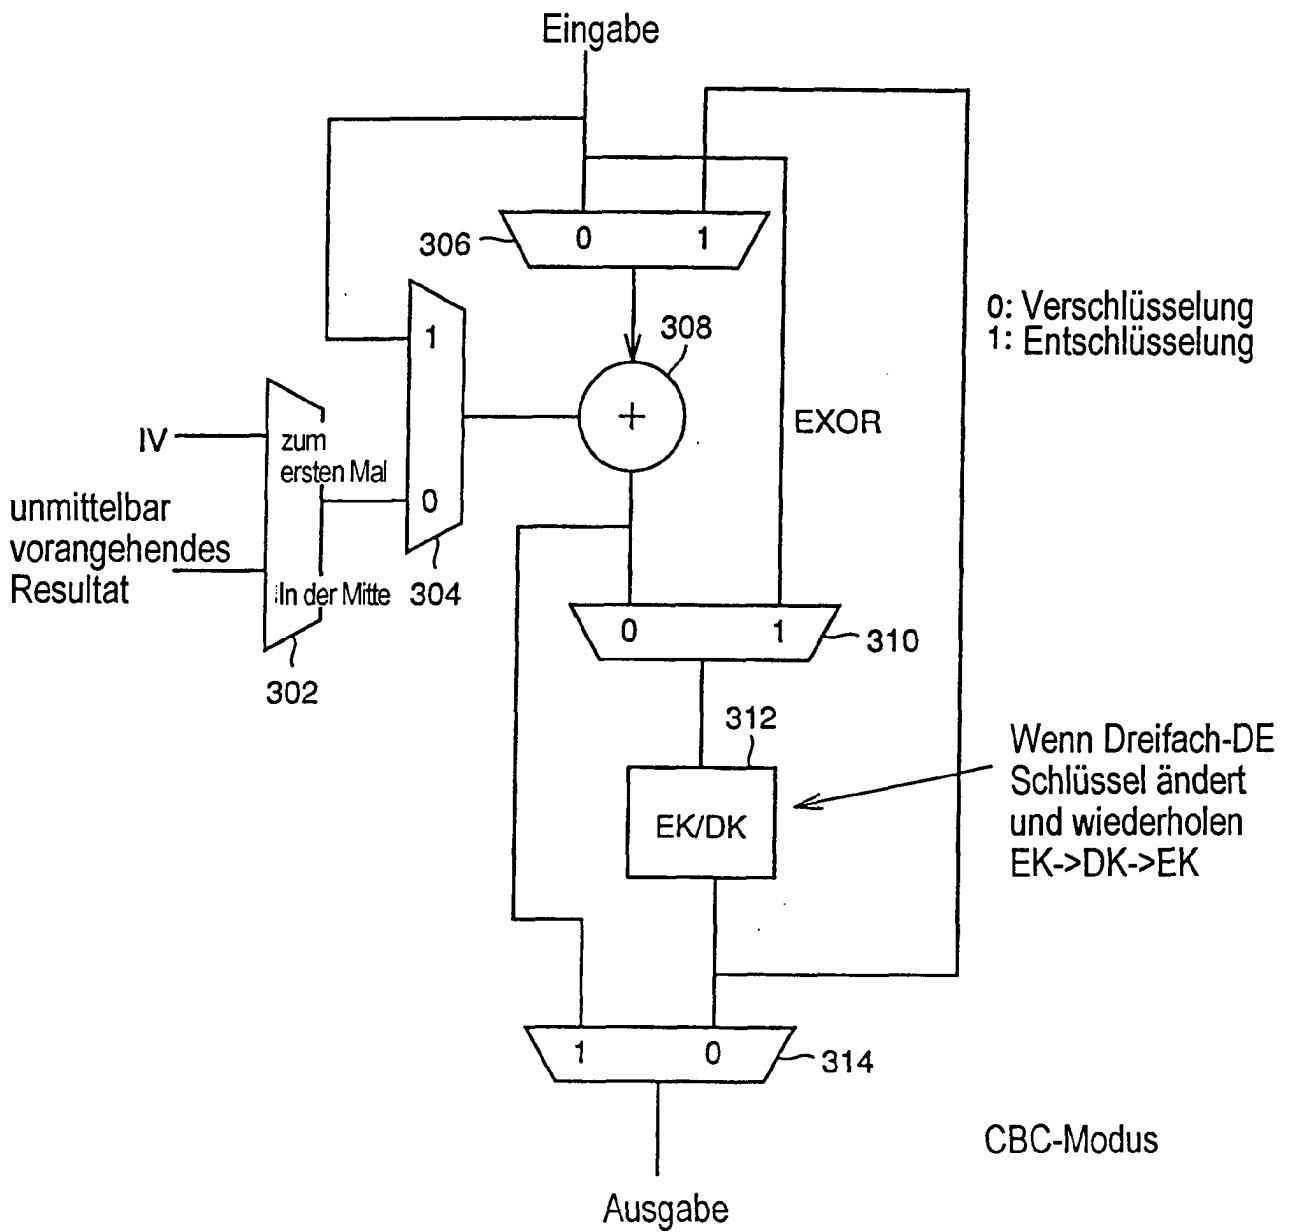 Eingabe
306
0 1
308
0: Verschlüsselung
1: Entschlüsselung
1
+
EXOR
IV
zum
ersten Mal
0
unmittelbar
vorangehendes
Resultat
In der Mitte
304
302
0 1
310
312
EK/DK
Wenn Dreifach-DE
Schlüssel ändert
und wiederholen
EK->DK->EK
1 0
314
CBC-Modus
Ausgabe